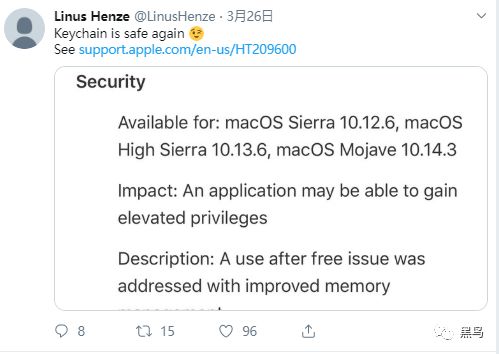 Linus Henze @LinusHenze · 3月26日
Keychain is safe again 😉
See support.apple.com/en-us/HT209600
Security
Available for: macOS Sierra 10.12.6, macOS
High Sierra 10.13.6, macOS Mojave 10.14.3
Impact: An application may be able to gain
elevated privileges
Description: A use after free issue was
addressed with improved memory
8 15 96
黑鸟